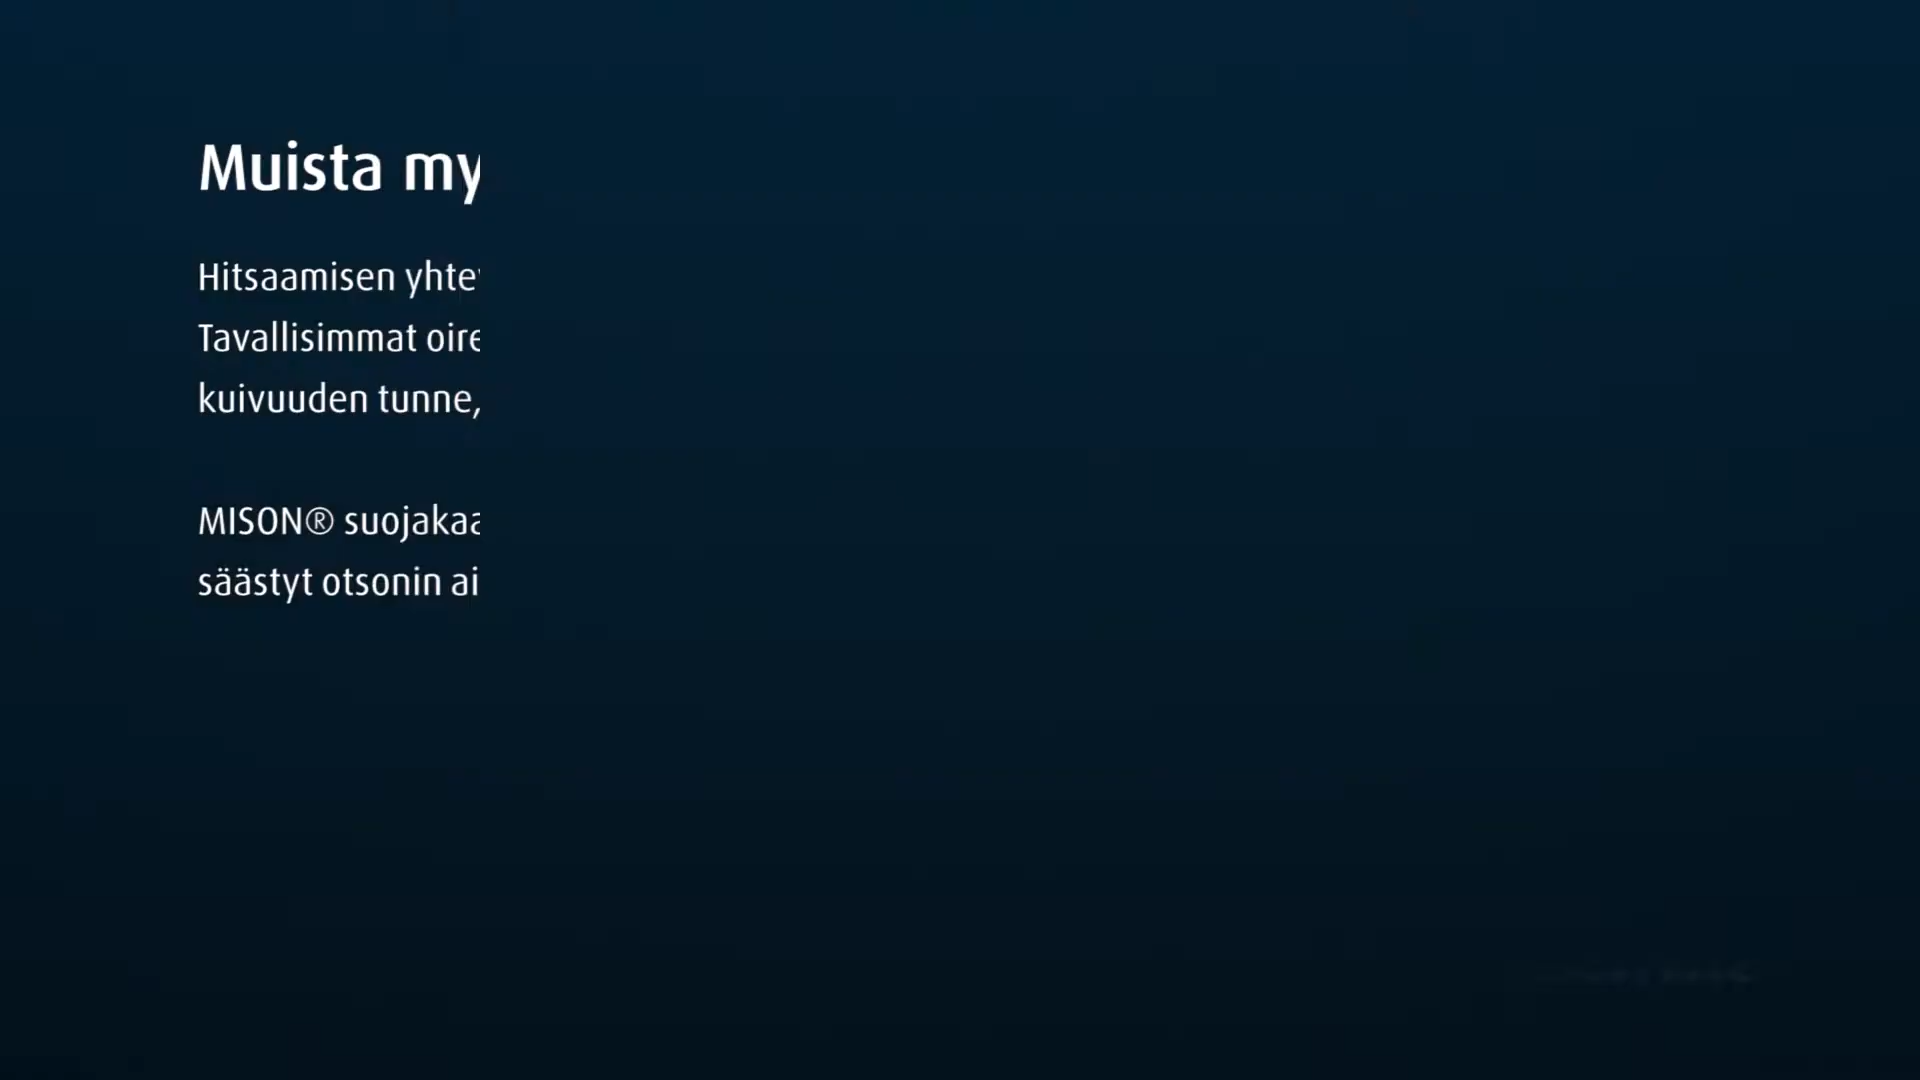 Muista my
Hitsaamisen yhte
Tavallisimmat oire
kuivuuden tunne,
MISON® suojakaa
säästyt otsonin ai